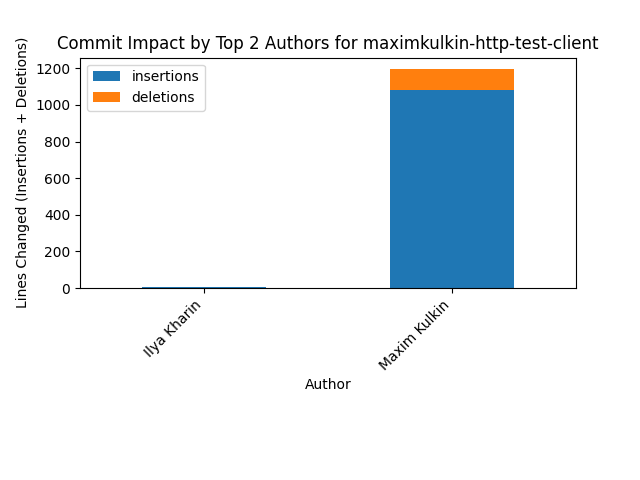 Commit Impact by Top 2 Authors for maximkulkin-http-test-client
insertions
deletions
Lines Changed (Insertions + Deletions)
1200
1000
800
600
400
200
0
Ilya Kharin
Maxim Kulkin
Author